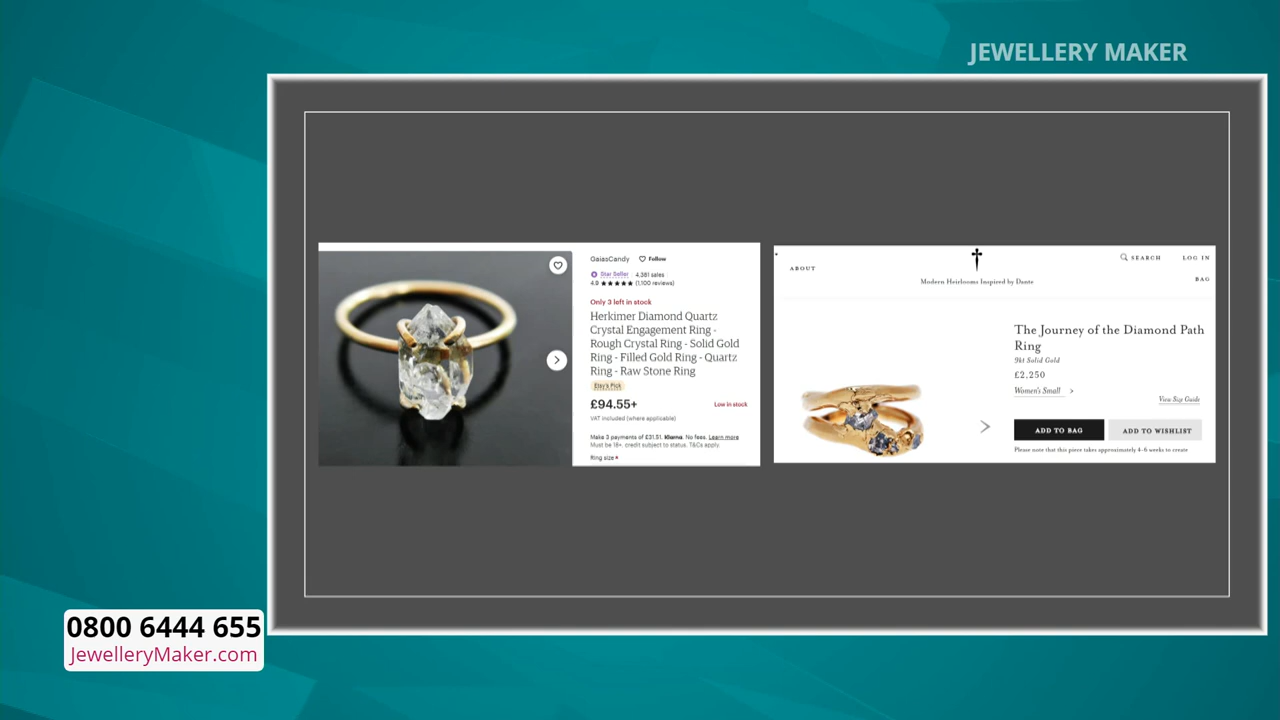 JEWELLERY MAKER
GaiasCandy Follow
Star Seller 4,381 sales
4.9 ★★★★★ (1,100 reviews)
Only 3 left in stock
Herkimer Diamond Quartz
Crystal Engagement Ring -
Rough Crystal Ring - Solid Gold
Ring - Filled Gold Ring - Quartz
Ring - Raw Stone Ring
Etsy's Pick
£94.55+ Low in stock
VAT included (where applicable)
Make 3 payments of £31.51. Klarna. No fees. Learn more
Must be 18+, credit subject to status. T&Cs apply.
Ring size *
ABOUT
SEARCH LOG IN
BAG
Modern Heirlooms Inspired by Dante
The Journey of the Diamond Path
Ring
9kt Solid Gold
£2,250
Women's Small >
View Size Guide
ADD TO BAG ADD TO WISHLIST
Please note that this piece takes approximately 4-6 weeks to create
0800 6444 655
JewelleryMaker.com